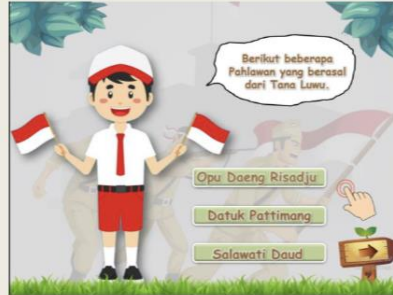 Berikut beberapa
Pahlawan yang berasal
dari Tana Luwu.
Opu Daeng Risadju
Datuk Pattimang
Salawati Daud